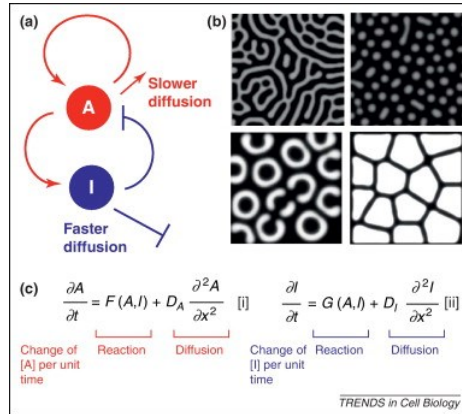 (a)
(b)
Slower
diffusion
A
I
Faster
diffusion
(c) ∂A/∂t = F (A,I) + D_A ∂²A/∂x² [i] ∂I/∂t = G (A,I) + D_I ∂²I/∂x² [ii]
Change of Reaction Diffusion Change of Reaction Diffusion
[A] per unit [I] per unit
time time
TRENDS in Cell Biology